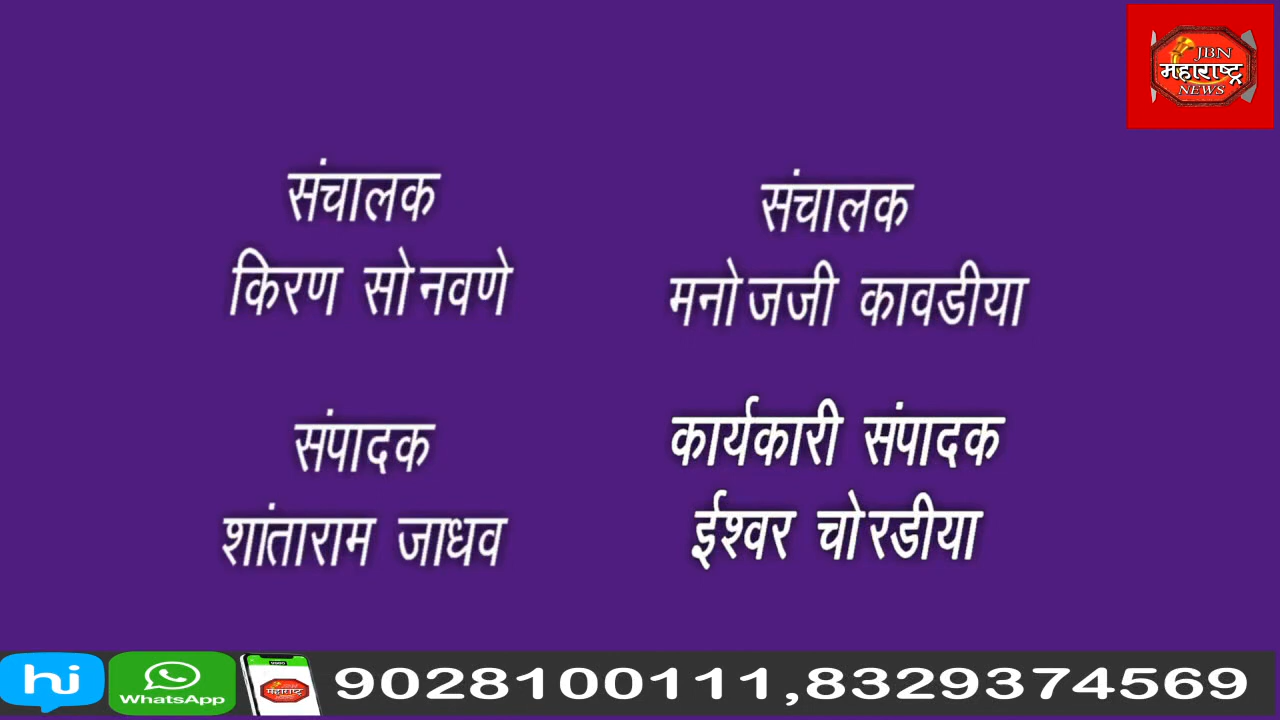 JBN
महाराष्ट्र
NEWS
संचालक
किरण सोनवणे
संचालक
मनोजजी कावडीया
संपादक
शांताराम जाधव
कार्यकारी संपादक
ईश्वर चोरडीया
hi
WhatsApp
महाराष्ट्र
9028100111,8329374569